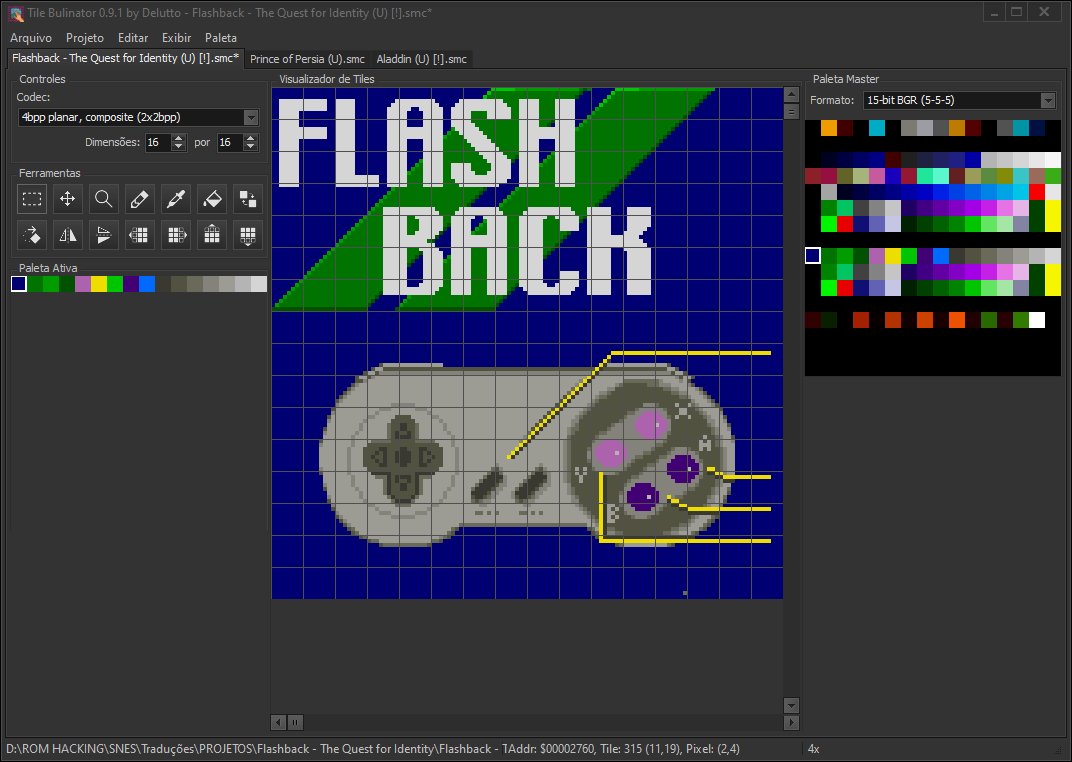 Tile Bulinator 0.9.1 by Delutto - Flashback - The Quest for Identity (U) [!].smc*
Arquivo Projeto Editar Exibir Paleta
Flashback - The Quest for Identity (U) [!].smc* Prince of Persia (U).smc Aladdin (U) [!].smc
Controles
Codec:
4bpp planar, composite (2x2bpp)
Dimensões: 16 por 16
Ferramentas
Paleta Ativa
Visualizador de Tiles
FLASH
BACK
X
A
Y
B
Paleta Master
Formato: 15-bit BGR (5-5-5)
D:\ROM HACKING\SNES\Traduções\PROJETOS\Flashback - The Quest for Identity\Flashback - TAddr: $00002760, Tile: 315 (11,19), Pixel: (2,4) 4x